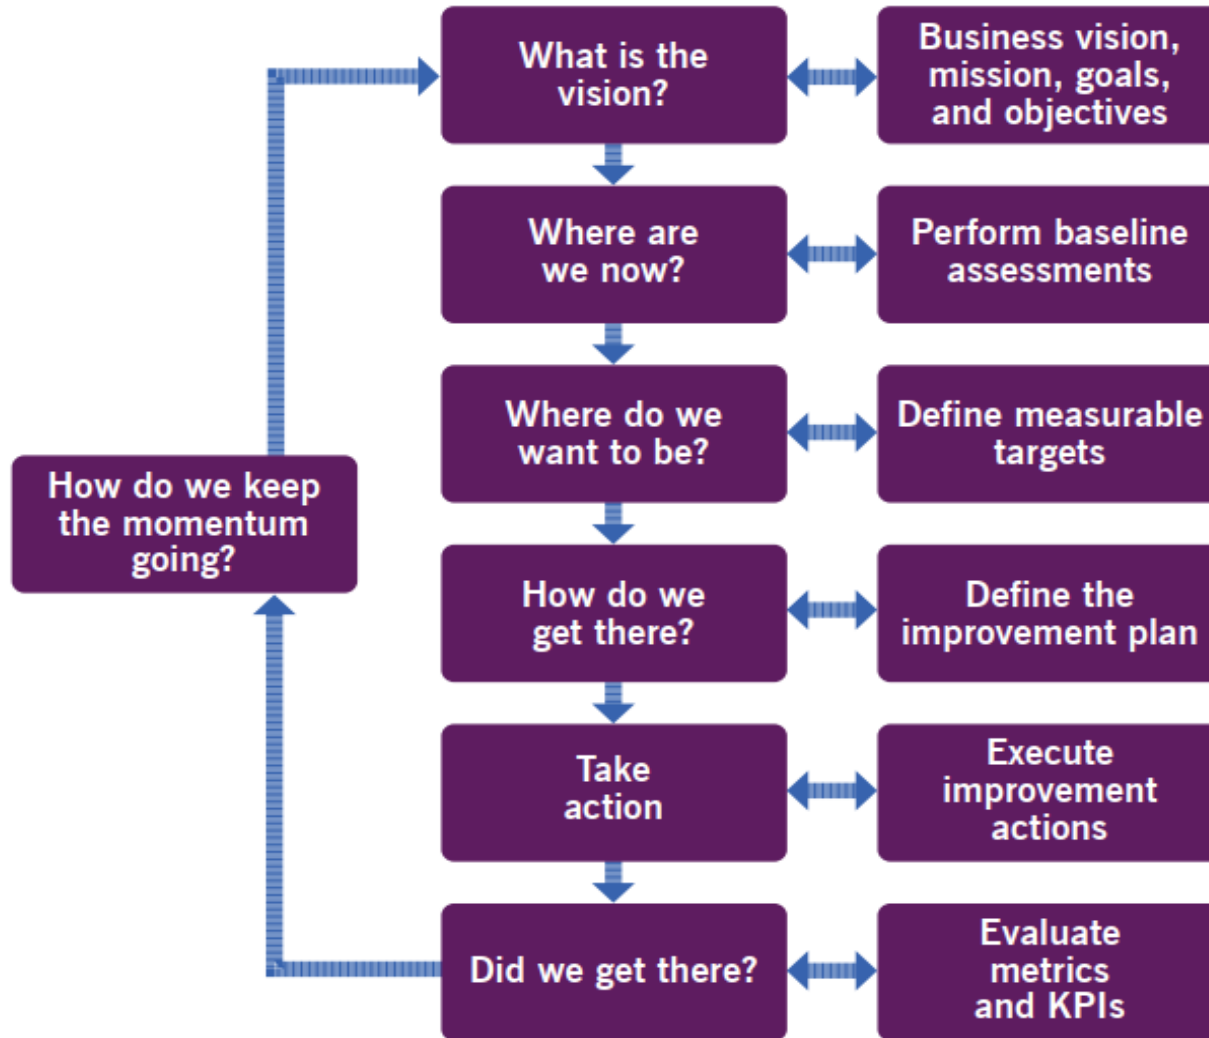 What is the
vision?
Business vision,
mission, goals,
and objectives
Where are
we now?
Perform baseline
assessments
Where do we
want to be?
Define measurable
targets
How do we keep
the momentum
going?
How do we
get there?
Define the
improvement plan
Take
action
Execute
improvement
actions
Did we get there?
Evaluate
metrics
and KPIs